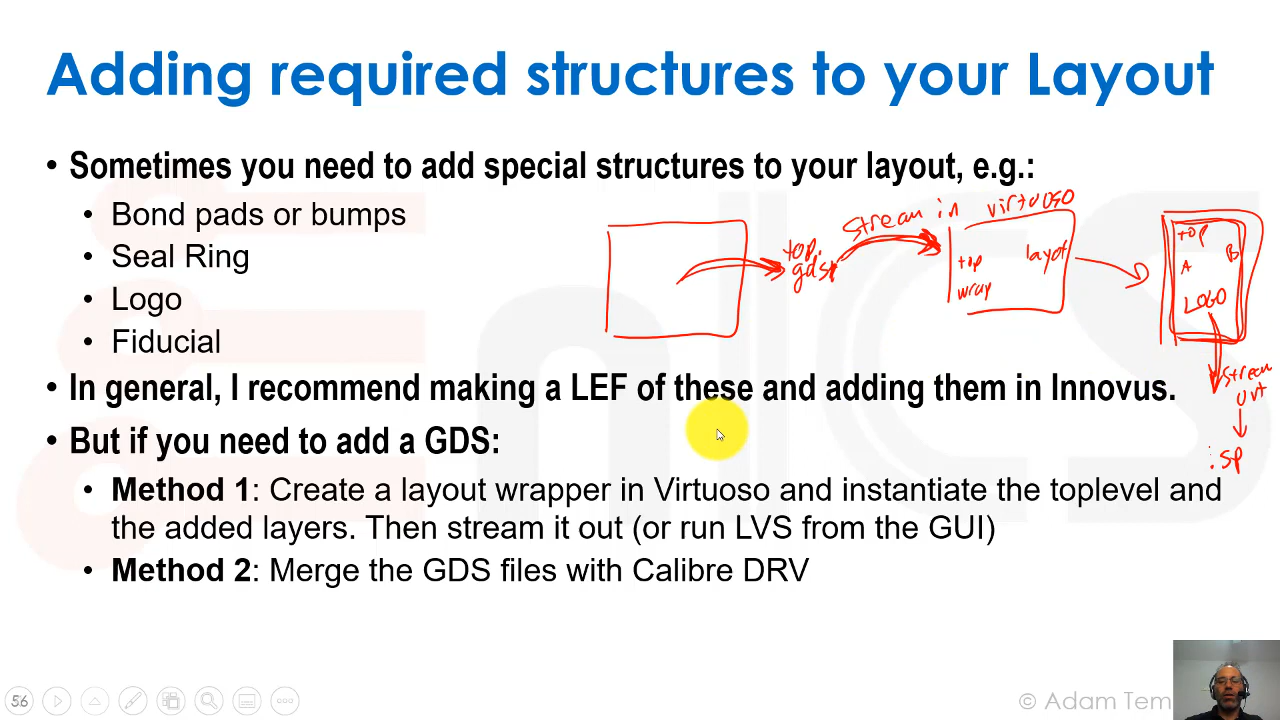 Adding required structures to your Layout
• Sometimes you need to add special structures to your layout, e.g.:
• Bond pads or bumps
• Seal Ring
• Logo
• Fiducial
top.
gds
stream in virtuoso
layout
top
wrap
top
A
B
LOGO
stream
out
.sp
• In general, I recommend making a LEF of these and adding them in Innovus.
• But if you need to add a GDS:
• Method 1: Create a layout wrapper in Virtuoso and instantiate the toplevel and
the added layers. Then stream it out (or run LVS from the GUI)
• Method 2: Merge the GDS files with Calibre DRV
56
© Adam Tem